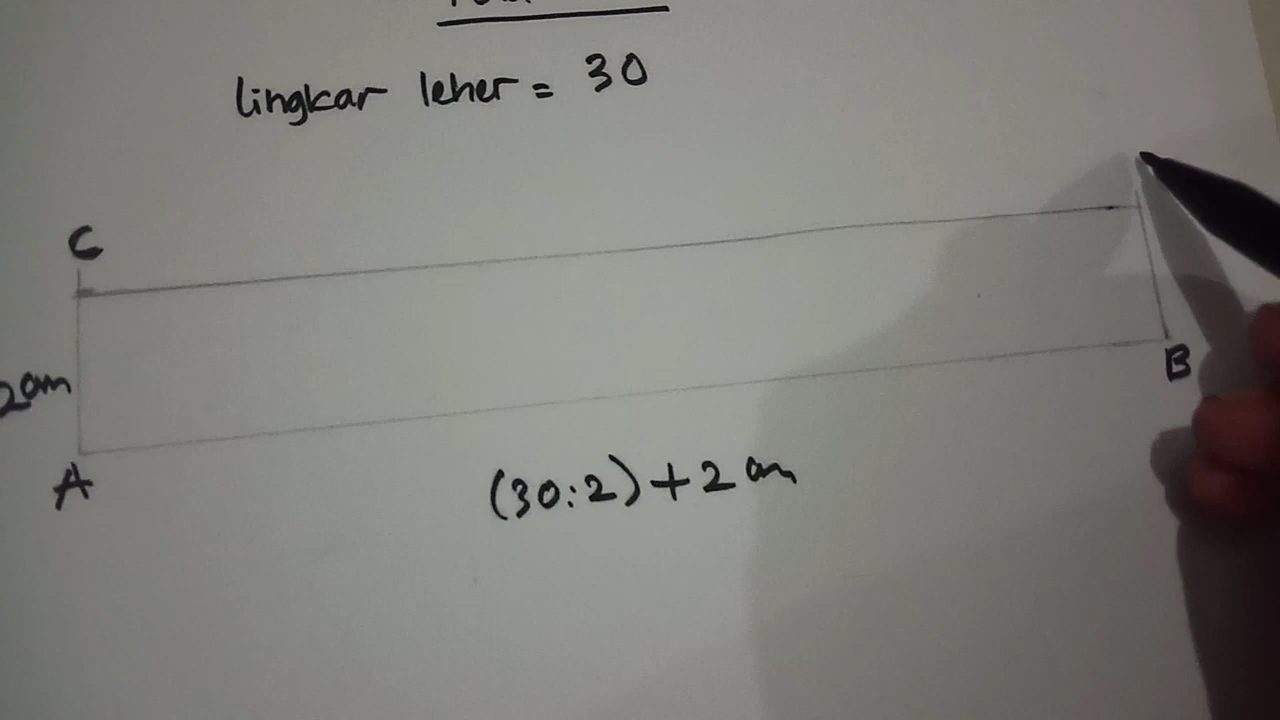 lingkar leher = 30
C
2cm
A
B
(30:2)+2 cm